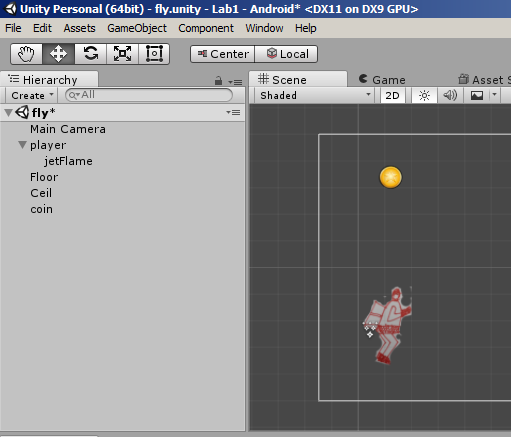 Unity Personal (64bit) - fly.unity - Lab1 - Android* <DX11 on DX9 GPU>
File Edit Assets GameObject Component Window Help
Center Local
Hierarchy
Scene Game Asset S
Create All
Shaded 2D
fly*
Main Camera
player
jetFlame
Floor
Ceil
coin